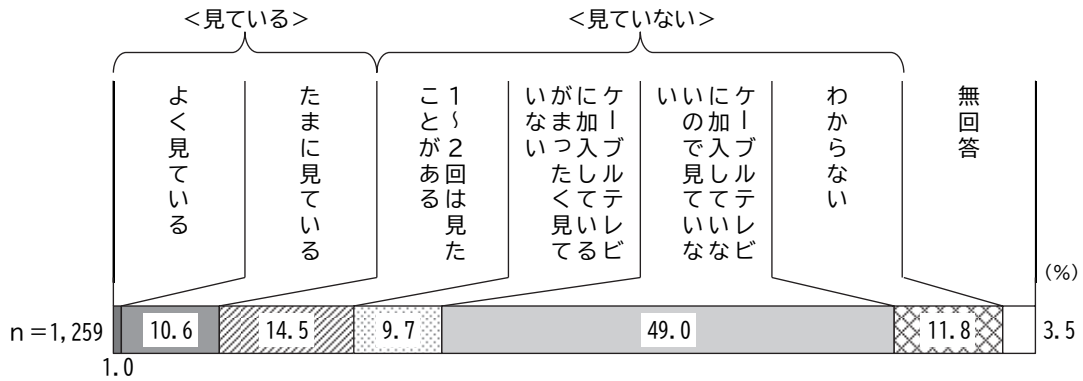 ＜見ている＞
＜見ていない＞
よく見ている
たまに見ている
１～２回は見た
ことがある
ケーブルテレビ
に加入している
がまったく見て
いない
ケーブルテレビ
に加入していな
いので見ていな
い
わからない
無回答
(%)
n＝1,259
1.0
10.6
14.5
9.7
49.0
11.8
3.5